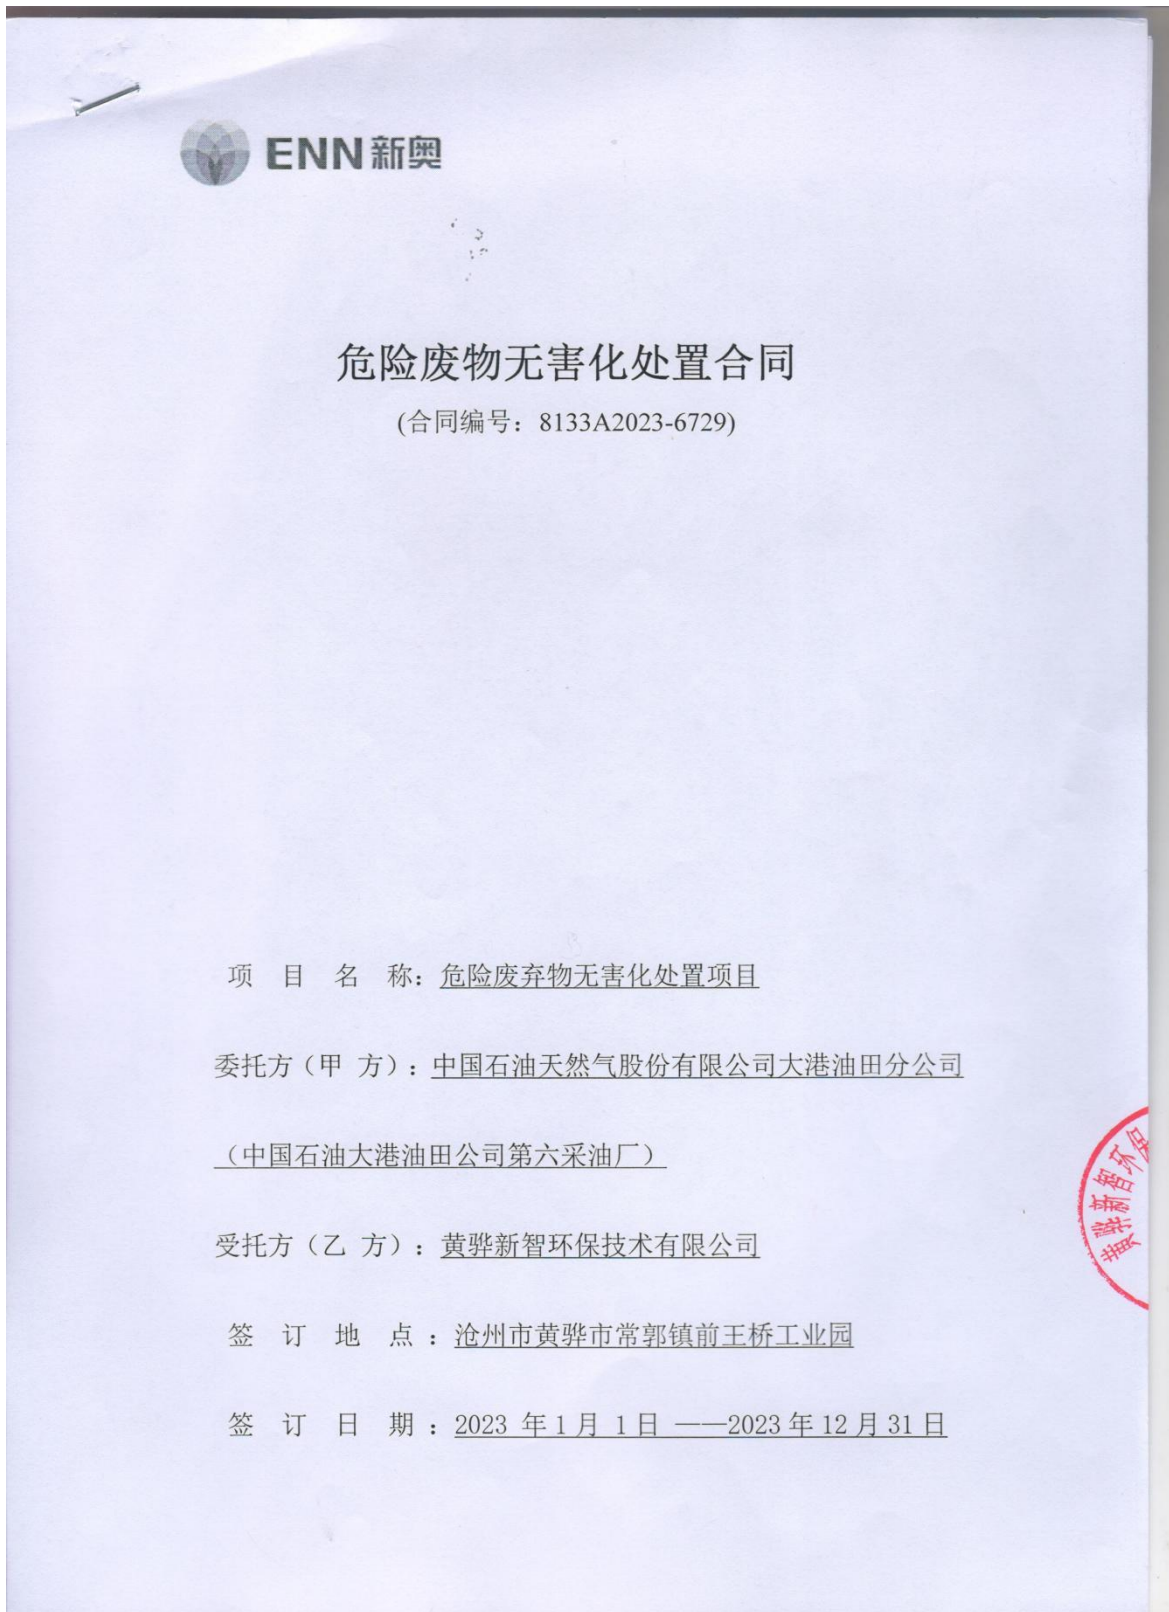 ENN新奥
危险废物无害化处置合同
(合同编号：8133A2023-6729)
项 目 名 称：危险废弃物无害化处置项目
委托方（甲 方）：中国石油天然气股份有限公司大港油田分公司
（中国石油大港油田公司第六采油厂）
受托方（乙 方）：黄骅新智环保技术有限公司
签 订 地 点：沧州市黄骅市常郭镇前王桥工业园
签 订 日 期：2023 年 1 月 1 日 ——2023 年 12 月 31 日
黄骅新智环保